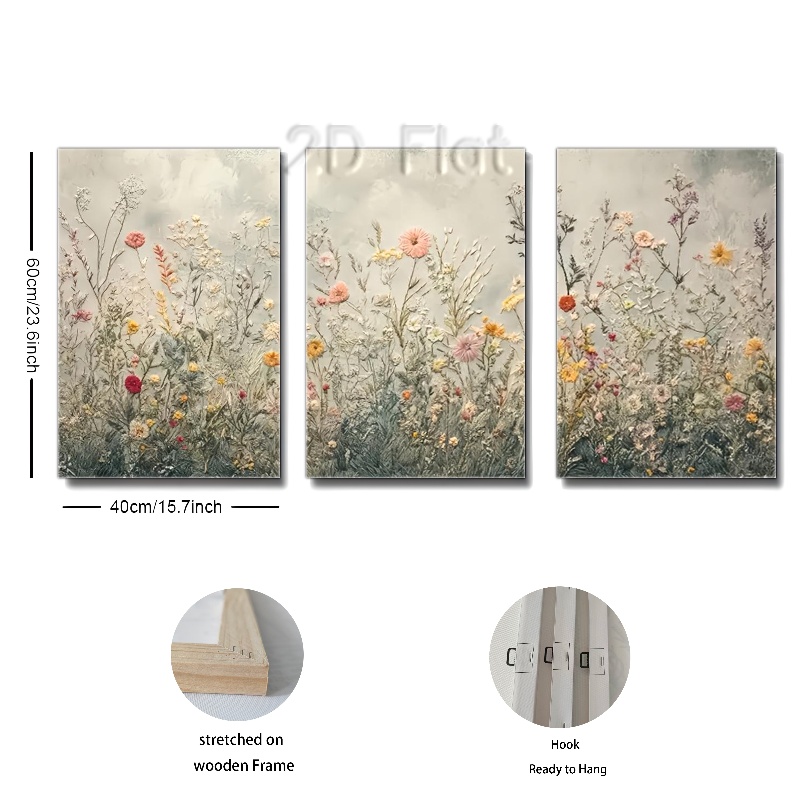 2D Flat
60cm/23.6inch
40cm/15.7inch
stretched on
wooden Frame
Hook
Ready to Hang